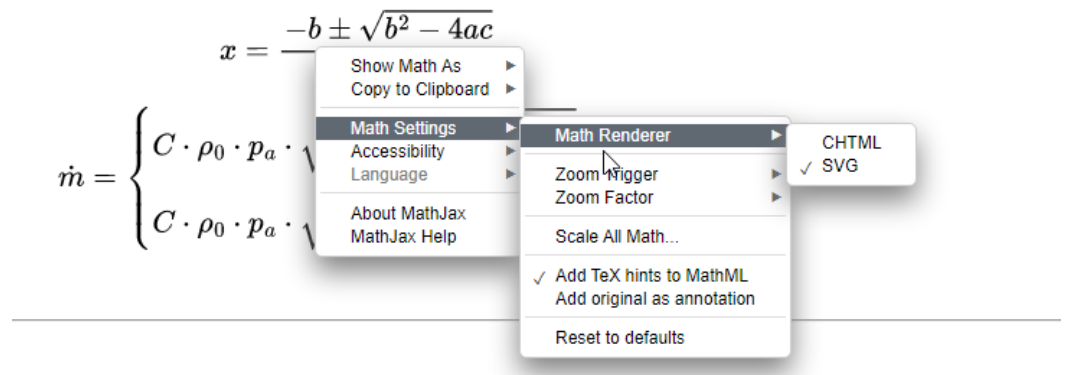 x = −b ± √b² − 4ac
Show Math As
Copy to Clipboard
Math Settings
Accessibility
Language
About MathJax
MathJax Help
Math Renderer
Zoom Trigger
Zoom Factor
Scale All Math...
Add TeX hints to MathML
Add original as annotation
Reset to defaults
CHTML
✓ SVG
ṁ = {
C · ρ₀ · pₐ · √
C · ρ₀ · pₐ · √